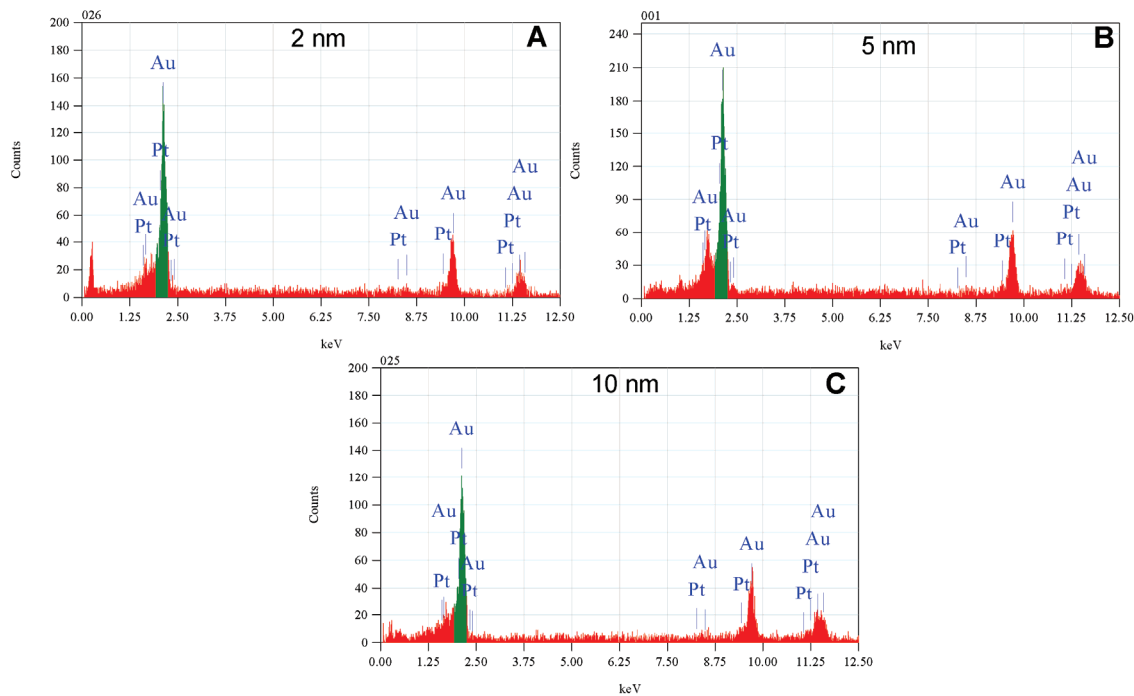 026
2 nm
A
200
180
160
140
120
100
80
60
40
20
0
Counts
Au
Pt
Au
Au
Pt
Pt
Au
Pt
Au
Pt
Au
Au
Pt
Pt
0.00 1.25 2.50 3.75 5.00 6.25 7.50 8.75 10.00 11.25 12.50
keV
001
5 nm
B
240
210
180
150
120
90
60
30
0
Counts
Au
Pt
Au
Au
Pt
Au
Pt
Au
Pt
Au
Au
Pt
0.00 1.25 2.50 3.75 5.00 6.25 7.50 8.75 10.00 11.25 12.50
keV
025
10 nm
C
200
180
160
140
120
100
80
60
40
20
0
Counts
Au
Au
Pt
Au
Pt
Pt
Au
Pt
Au
Pt
Au
Au
Pt
Pt
0.00 1.25 2.50 3.75 5.00 6.25 7.50 8.75 10.00 11.25 12.50
keV